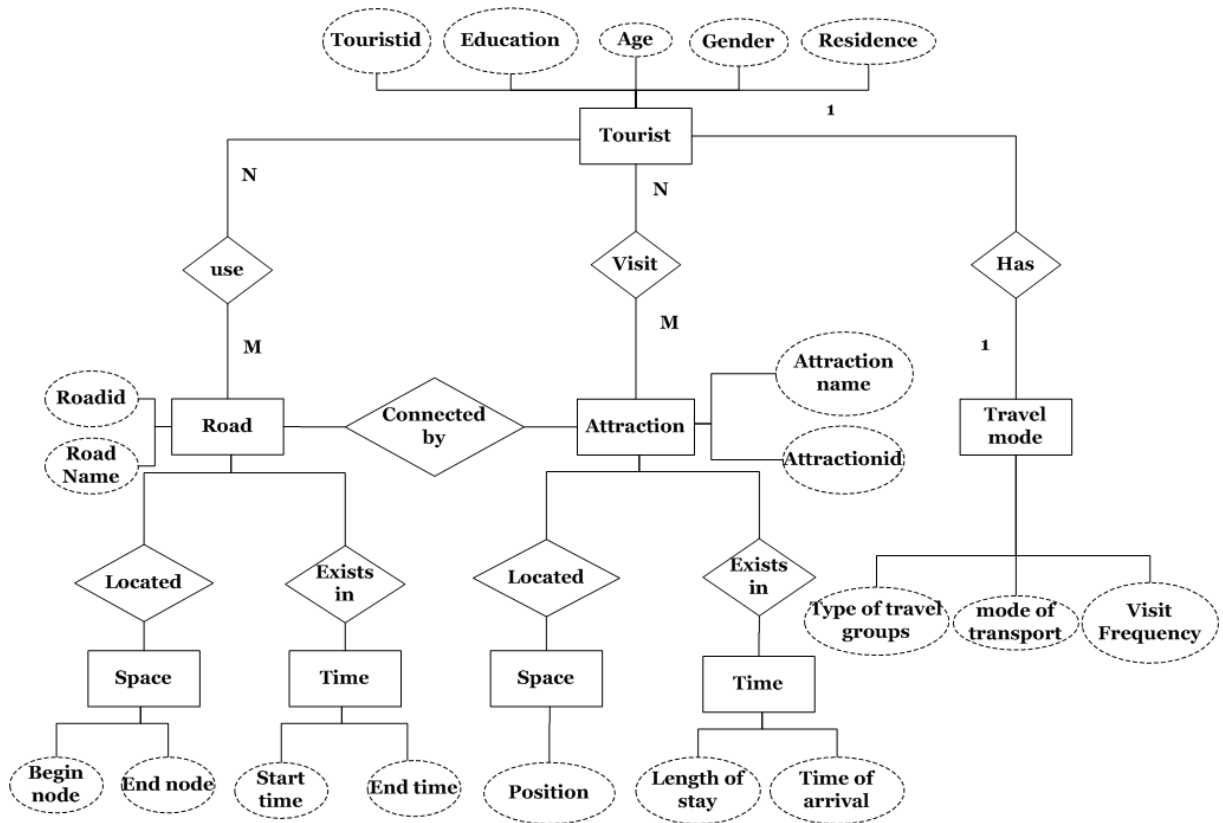 Touristid
Education
Age
Gender
Residence
1
Tourist
N
N
use
Visit
Has
M
M
1
Roadid
Road
Name
Road
Connected
by
Attraction
Attraction
name
Attractionid
Travel
mode
Located
Exists
in
Located
Exists
in
Type of travel
groups
mode of
transport
Visit
Frequency
Space
Time
Space
Time
Begin
node
End node
Start
time
End time
Position
Length of
stay
Time of
arrival